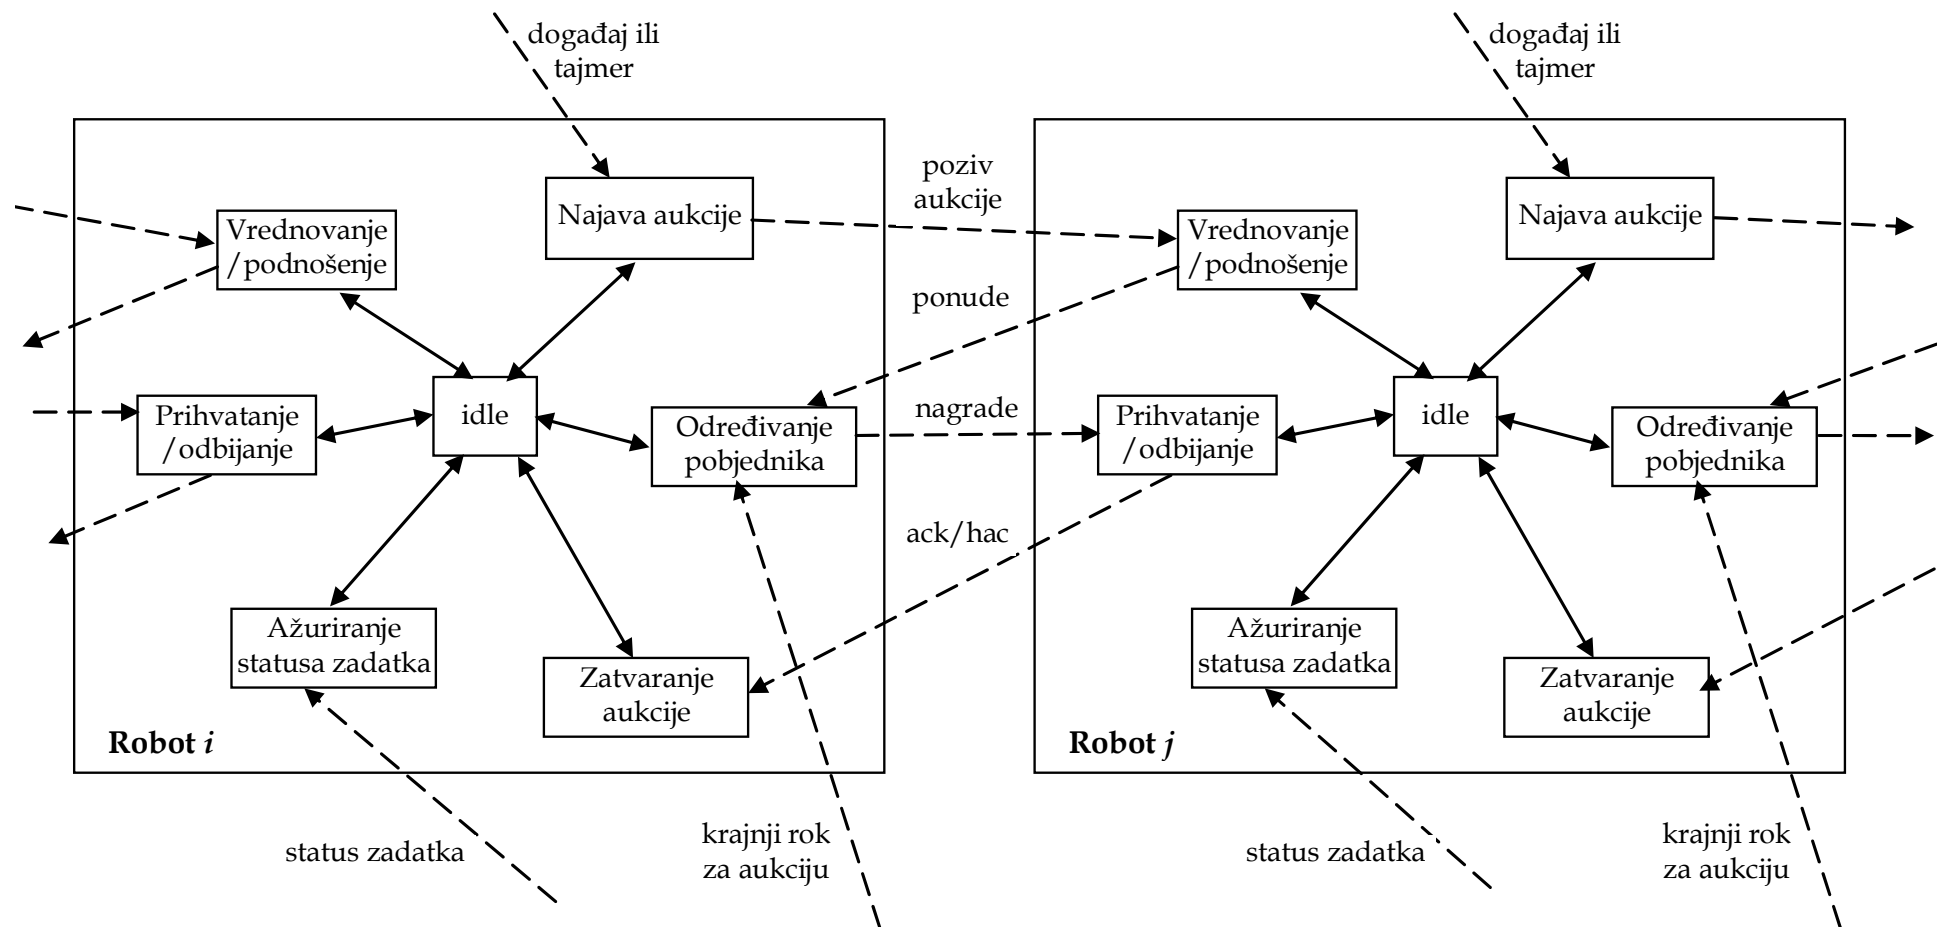 događaj ili
tajmer
događaj ili
tajmer
poziv
aukcije
Najava aukcije
Najava aukcije
Vrednovanje
/podnošenje
Vrednovanje
/podnošenje
ponude
Prihvatanje
/odbijanje
idle
Određivanje
pobjednika
nagrade
Prihvatanje
/odbijanje
idle
Određivanje
pobjednika
ack/hac
Ažuriranje
statusa zadatka
Zatvaranje
aukcije
Ažuriranje
statusa zadatka
Zatvaranje
aukcije
Robot i
Robot j
status zadatka
krajnji rok
za aukciju
status zadatka
krajnji rok
za aukciju